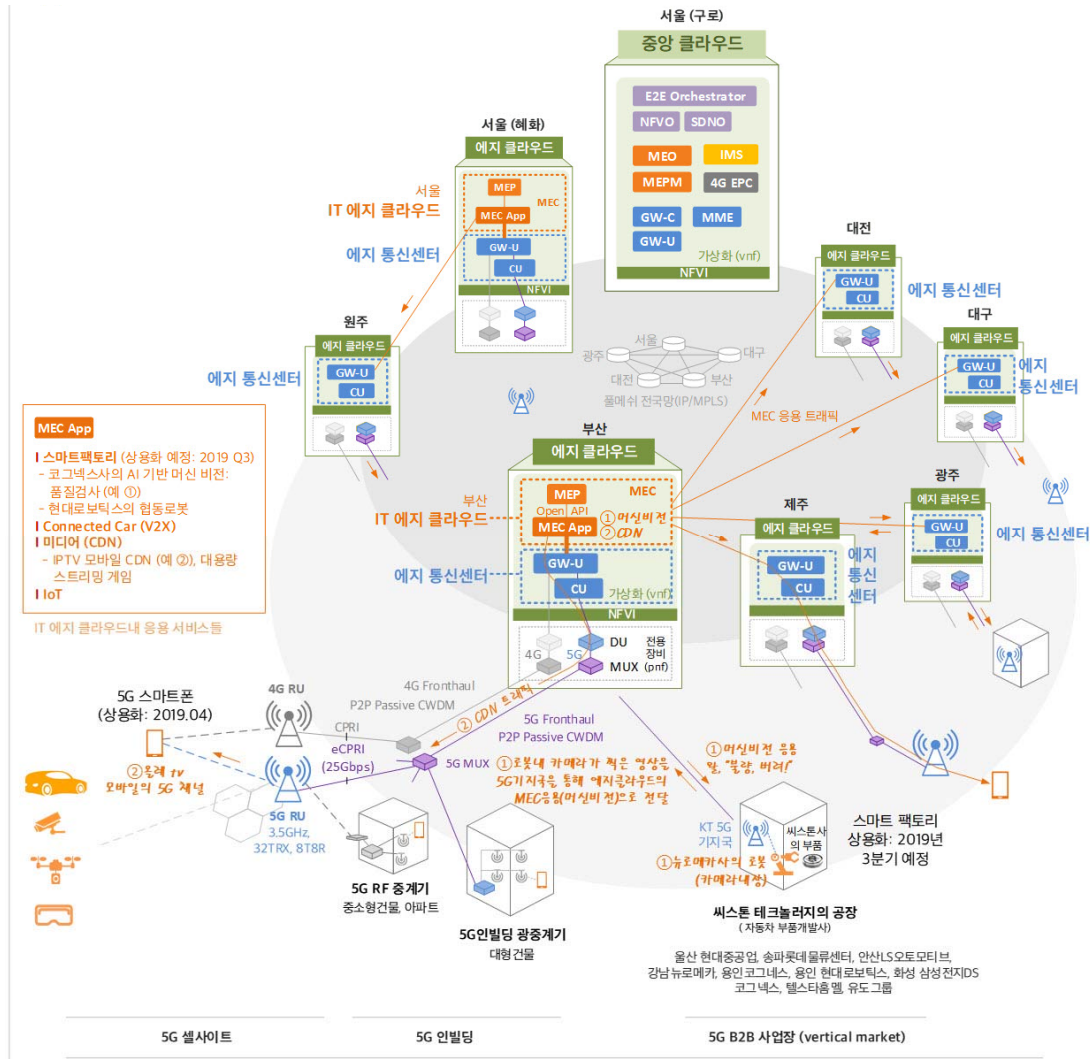 서울 (구로)
중앙 클라우드
E2E Orchestrator
NFVO SDNO
MEO IMS
MEPM 4G EPC
GW-C MME
GW-U
가상화 (vnf)
NFVI
서울 (혜화)
에지 클라우드
MEP
MEC
MEC App
GW-U
CU
NFVI
서울
IT 에지 클라우드
에지 통신센터
원주
에지 클라우드
에지 통신센터
GW-U
CU
대전
에지 클라우드
GW-U
CU
에지 통신센터
대구
에지 클라우드
GW-U
CU
에지
통신센터
서울
광주
대구
대전
부산
풀메쉬 전국망(IP/MPLS)
MEC 응용 트래픽
MEC App
스마트팩토리 (상용화 예정: 2019 Q3)
- 코그넥스사의 AI 기반 머신 비전:
품질검사 (예 ①)
- 현대로보틱스의 협동로봇
Connected Car (V2X)
미디어 (CDN)
- IPTV 모바일 CDN (예 ②), 대용량
스트리밍 게임
IoT
IT 에지 클라우드내 응용 서비스들
부산
에지 클라우드
MEP
MEC
Open API
MEC App
①머신비전
②CDN
GW-U
CU
가상화 (vnf)
NFVI
4G
5G
DU
전용
장비
MUX (pnf)
부산
IT 에지 클라우드
에지 통신센터
제주
에지 클라우드
GW-U
CU
에지
통신
센터
광주
에지 클라우드
GW-U
CU
에지 통신센터
5G 스마트폰
(상용화: 2019.04)
4G RU
4G Fronthaul
P2P Passive CWDM
② CDN 트래픽
CPRI
eCPRI
(25Gbps)
5G MUX
5G Fronthaul
P2P Passive CWDM
②올레 tv
모바일의 5G 채널
5G RU
3.5GHz,
32TRX, 8T8R
①로봇내 카메라가 찍은 영상을
5G기지국을 통해 에지클라우드의
MEC응용(머신비전)으로 전달
①머신비전 응용
왈, "불량, 버려!"
KT 5G
기지국
씨스톤사
의 부품
①뉴로메카사의 로봇
(카메라내장)
스마트 팩토리
상용화: 2019년
3분기 예정
5G RF 중계기
중소형건물, 아파트
5G인빌딩 광중계기
대형건물
씨스톤 테크놀러지의 공장
(자동차 부품개발사)
울산 현대중공업, 송파롯데물류센터, 안산LS오토모티브,
강남뉴로메카, 용인코그네스, 용인 현대로보틱스, 화성 삼성전지DS
코그넥스, 텔스타홈멜, 유도그룹
5G 셀사이트
5G 인빌딩
5G B2B 사업장 (vertical market)